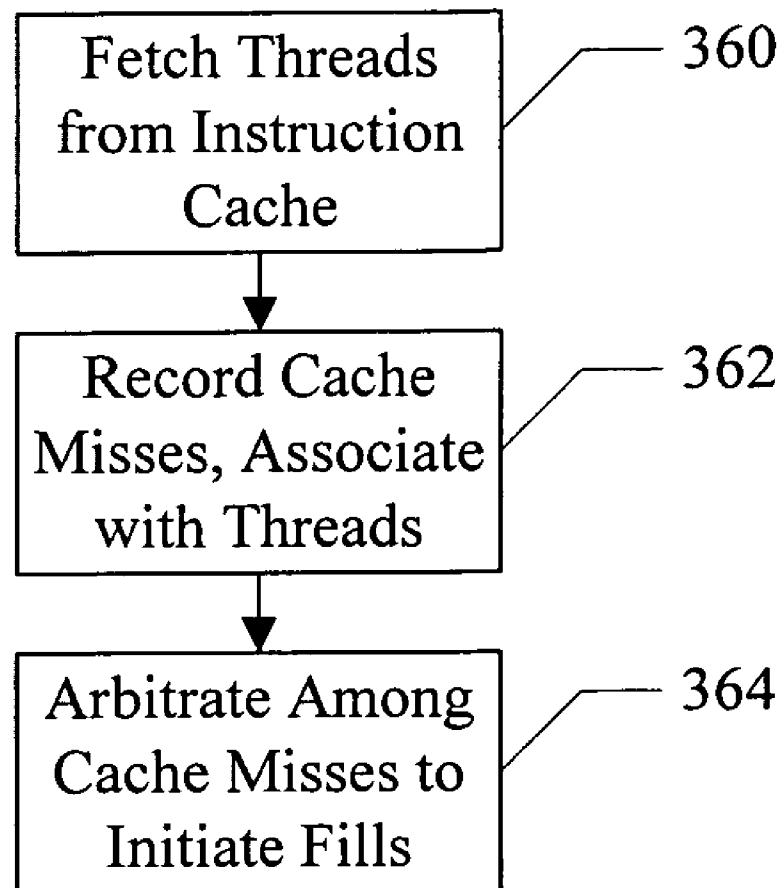 Fetch Threads
from Instruction
Cache
360
Record Cache
Misses, Associate
with Threads
362
Arbitrate Among
Cache Misses to
Initiate Fills
364